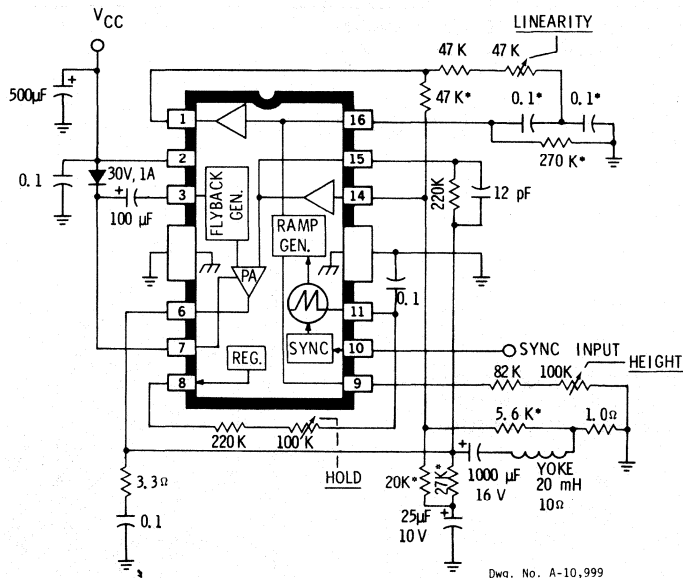 VCC
LINEARITY
47 K
47 K
500µF
+
47 K*
0.1*
0.1*
1
16
270 K*
2
15
0.1
30V, 1A
+
3
14
100 µF
FLYBACK GEN.
RAMP GEN.
220K
12 pF
PA
0.1
6
11
7
SYNC
10
SYNC INPUT
HEIGHT
8
REG.
9
82 K
100K
5.6 K*
1.0Ω
220K
100K
+
3.3Ω
HOLD
20K*
27K*
1000 µF
16 V
YOKE
20 mH
10Ω
0.1
25µF
10 V
+
Dwg. No. A-10,999